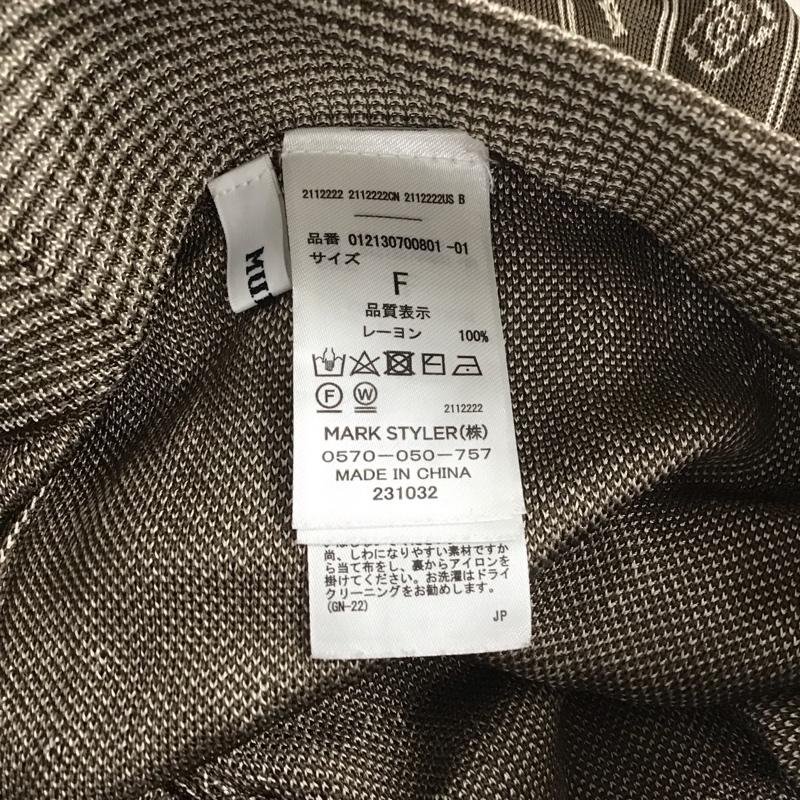 2112222 2112222CN 2112222US B
品番 012130700801 -01
サイズ
F
品質表示
レーヨン 100%
F W
2112222
MARK STYLER(株)
0570-050-757
MADE IN CHINA
231032
尚、しわになりやすい素材ですか
ら当て布をし、裏からアイロンを
掛けてください。お洗濯はドライ
クリーニングをお勧めします。
(GN-22)
JP